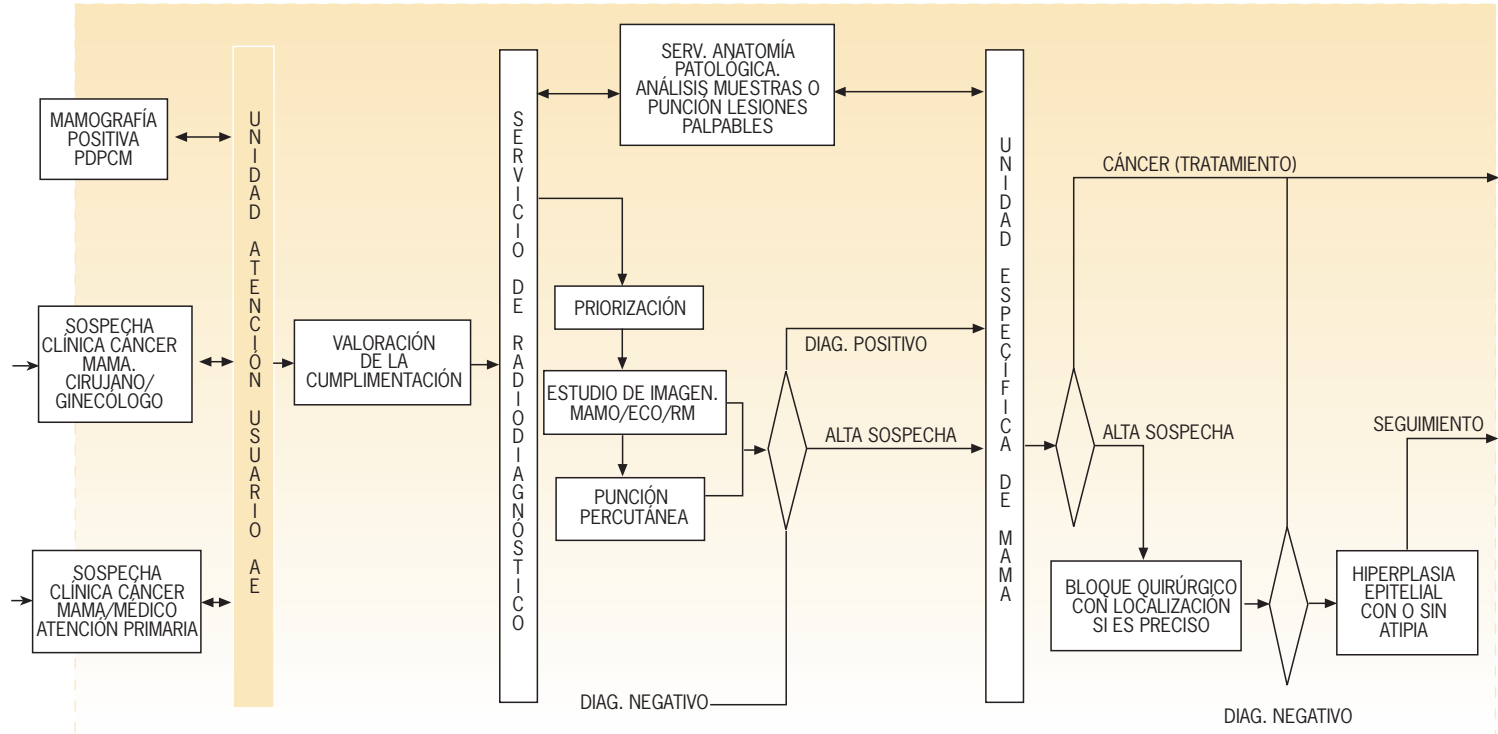 MAMOGRAFÍA
POSITIVA
PDPCM
SOSPECHA
CLÍNICA CÁNCER
MAMA.
CIRUJANO/
GINECÓLOGO
SOSPECHA
CLÍNICA CÁNCER
MAMA/MÉDICO
ATENCIÓN PRIMARIA
UNIDAD ATENCIÓN USUARIO AE
VALORACIÓN
DE LA
CUMPLIMENTACIÓN
SERVICIO DE RADIODIAGNÓSTICO
SERV. ANATOMÍA
PATOLÓGICA.
ANÁLISIS MUESTRAS O
PUNCIÓN LESIONES
PALPABLES
PRIORIZACIÓN
ESTUDIO DE IMAGEN.
MAMO/ECO/RM
PUNCIÓN
PERCUTÁNEA
DIAG. POSITIVO
ALTA SOSPECHA
DIAG. NEGATIVO
UNIDAD ESPEÇÍFICA DE MAMA
CÁNCER (TRATAMIENTO)
ALTA SOSPECHA
BLOQUE QUIRÚRGICO
CON LOCALIZACIÓN
SI ES PRECISO
SEGUIMIENTO
HIPERPLASIA
EPITELIAL
CON O SIN
ATIPIA
DIAG. NEGATIVO